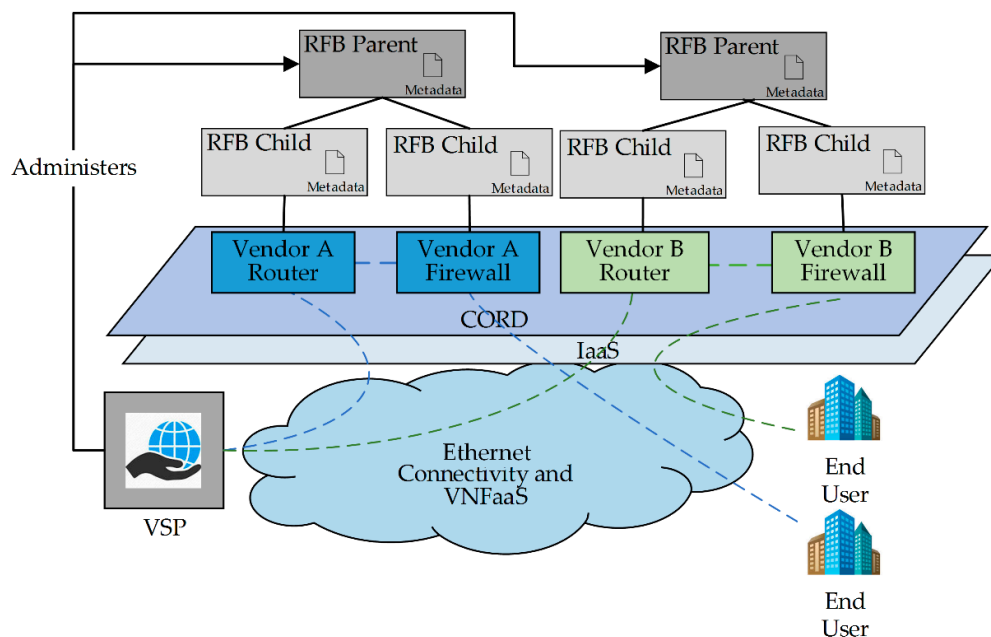 RFB Parent
Metadata
RFB Parent
Metadata
Administers
RFB Child
Metadata
RFB Child
Metadata
RFB Child
Metadata
RFB Child
Metadata
Vendor A
Router
Vendor A
Firewall
Vendor B
Router
Vendor B
Firewall
CORD
IaaS
Ethernet
Connectivity and
VNFaaS
VSP
End
User
End
User